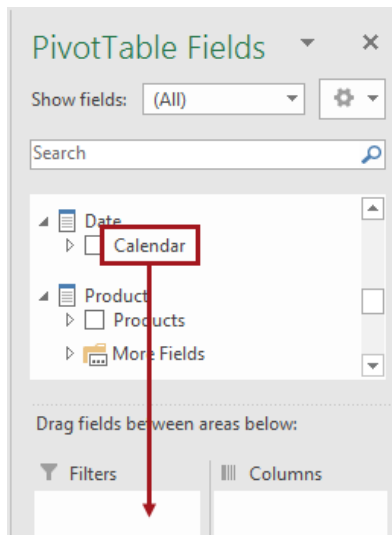 PivotTable Fields
Show fields: (All)
Search
Date
Calendar
Product
Products
More Fields
Drag fields between areas below:
Filters
Columns